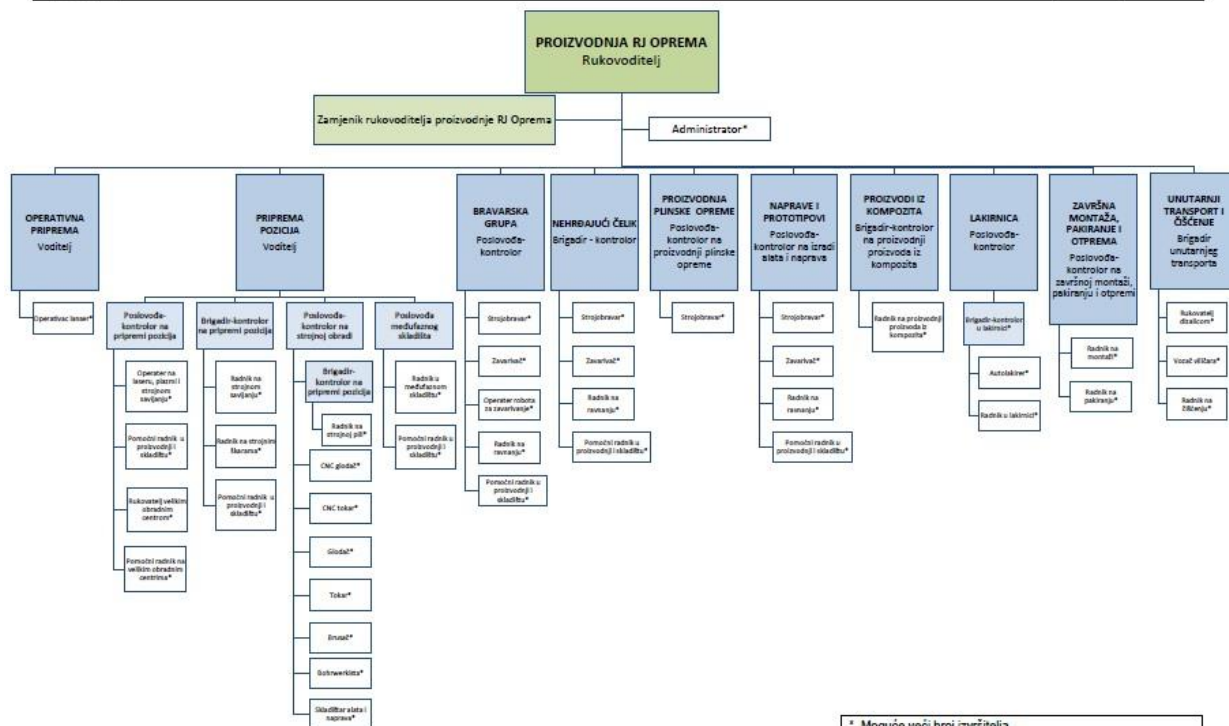 PROIZVODNJA RJ OPREMA
Rukovoditelj
Zamjenik rukovoditelja proizvodnje RJ Oprema
Administrator*
OPERATIVNA
PRIPREMA
Voditelj
PRIPREMA
POZICIJA
Voditelj
BRAVARSKA
GRUPA
Poslovođa-
kontrolor
NEHRĐAJUĆI ČELIK
Brigadir - kontrolor
PROIZVODNJA
PLINSKE OPREME
Poslovođa-
kontrolor na
proizvodnji plinske
opreme
NAPRAVE I
PROTOTIPOVI
Poslovođa-
kontrolor na izradi
alata i naprava
PROIZVODI IZ
KOMPOZITA
Brigadir-kontrolor
na proizvodnji
proizvoda iz
kompozita
LAKIRNICA
Poslovođa-
kontrolor
ZAVRŠNA
MONTAŽA,
PAKIRANJE I
OTPREMA
Poslovođa-
kontrolor na
završnoj montaži,
pakiranju i otpremi
UNUTARNJI
TRANSPORT I
ČIŠĆENJE
Brigadir
unutarnjeg
transporta
Operativac lanser*
Poslovođa-
kontrolor na
pripremi pozicija
Operater na
laseru, plazmi i
strojnom
savijanju*
Pomoćni radnik u
proizvodnji i
skladištu*
Rukovatelj velikim
obradnim
centrom*
Pomoćni radnik na
velikim obradnim
centrima*
Brigadir-kontrolor
na pripremi pozicija
Radnik na
strojnom
savijanju*
Radnik na strojnim
škarama*
Pomoćni radnik u
proizvodnji i
skladištu*
Poslovođa-
kontrolor na
strojnoj obradi
Brigadir-
kontrolor na
pripremi pozicija
Radnik na
strojnoj pili*
CNC glodač*
CNC tokar*
Glodač*
Tokar*
Brusač*
Bohrwerkista*
Skladištar alata i
naprava*
Poslovođa
međufaznog
skladišta
Radnik u
međufaznom
skladištu*
Pomoćni radnik u
proizvodnji i
skladištu*
Strojobravar*
Zavarivač*
Operater robota
za zavarivanje*
Radnik na
ravnanju*
Pomoćni radnik u
proizvodnji i
skladištu*
Strojobravar*
Zavarivač*
Radnik na
ravnanju*
Pomoćni radnik u
proizvodnji i skladištu*
Strojobravar*
Strojobravar*
Zavarivač*
Radnik na
ravnanju*
Pomoćni radnik u
proizvodnji i skladištu*
Radnik na proizvodnji
proizvoda iz
kompozita*
Brigadir-kontrolor
u lakirnici*
Autolakirer*
Radnik u lakirnici*
Radnik na
montaži*
Radnik na
pakiranju*
Rukovatelj
dizalicom*
Vozač viličara*
Radnik na
čišćenju*
* Moguće veći broj izvršitelja